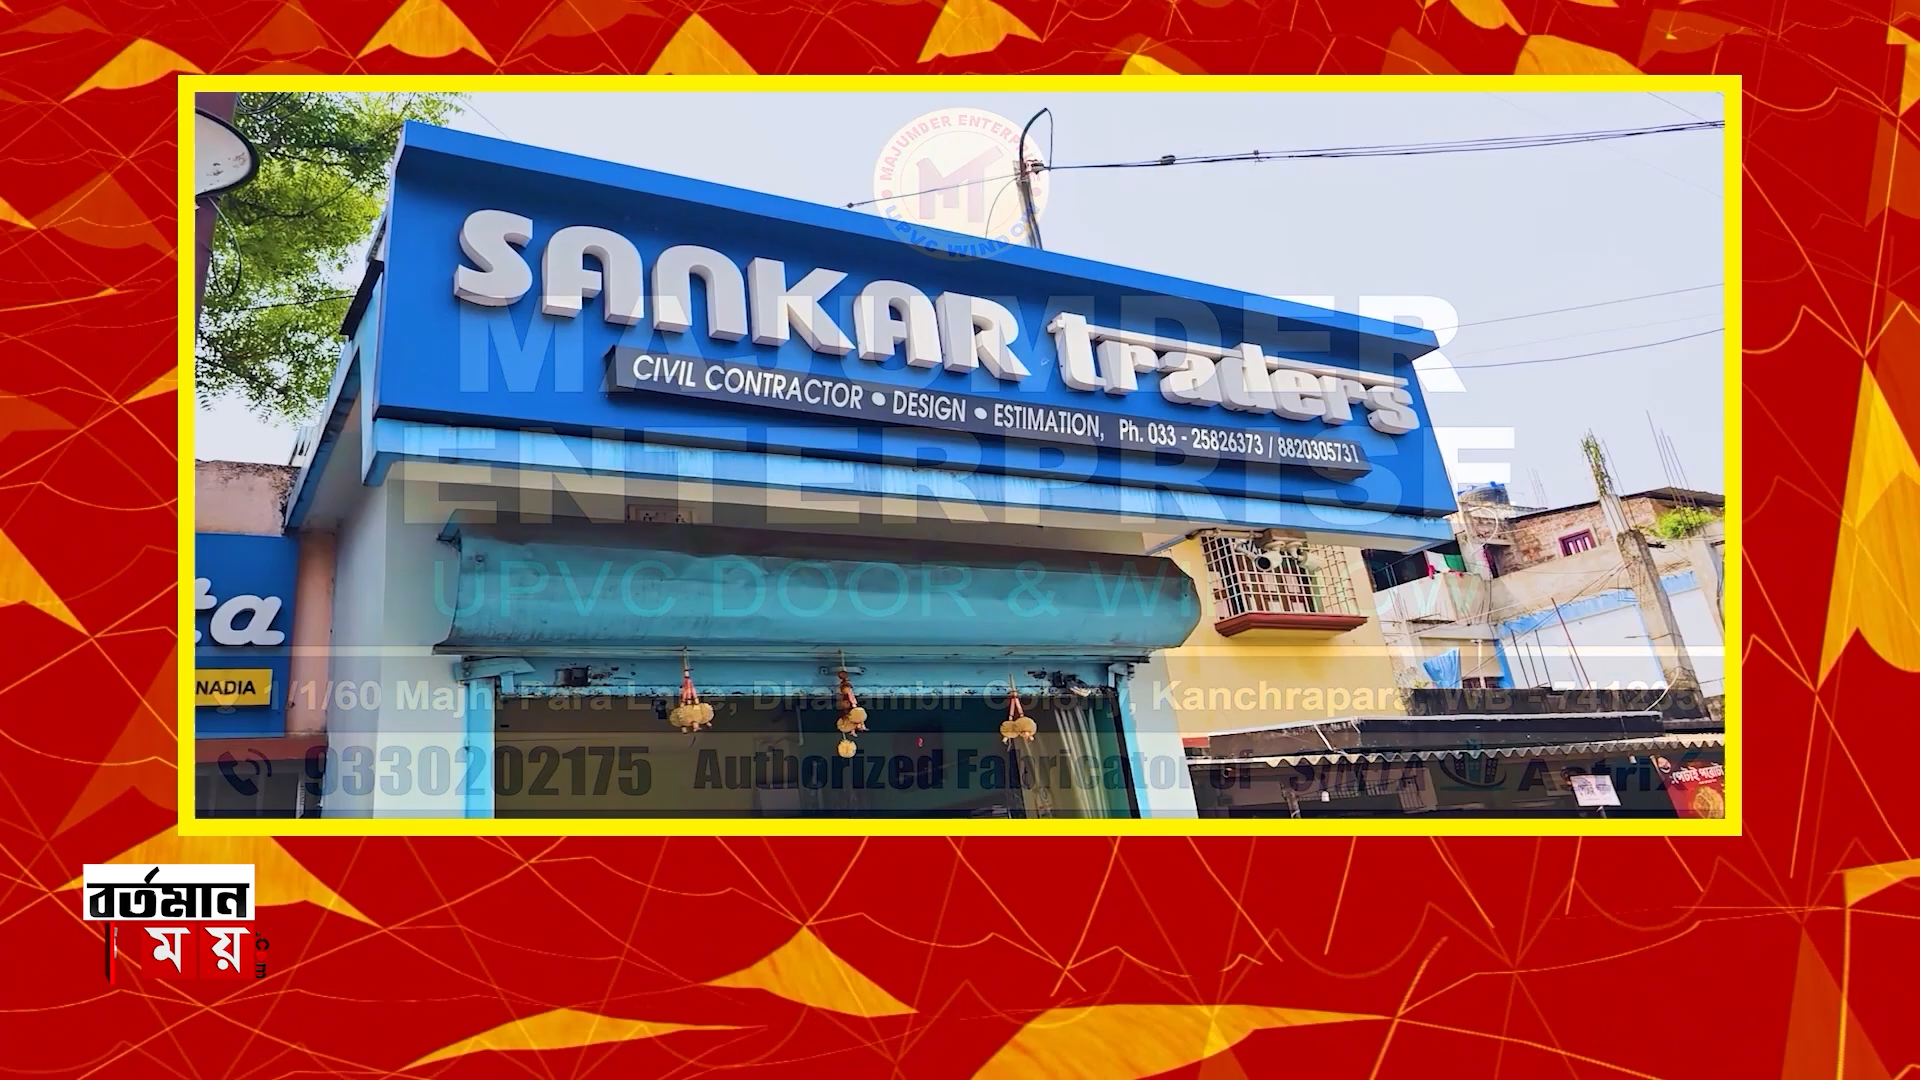 MAJUMDER ENTERPRISE
UPVC WINDOW
M
SANKAR traders
CIVIL CONTRACTOR • DESIGN • ESTIMATION, Ph. 033 - 25826373 / 8820305731
MAJUMDER
ENTERPRISE
UPVC DOOR & WINDOW
ta
NADIA
1/1/60 Majhi Para Lane, Dharambir Colony, Kanchrapara, WB - 741235
9330202175 Authorized Fabricator of
বর্তমান
ময়
.com